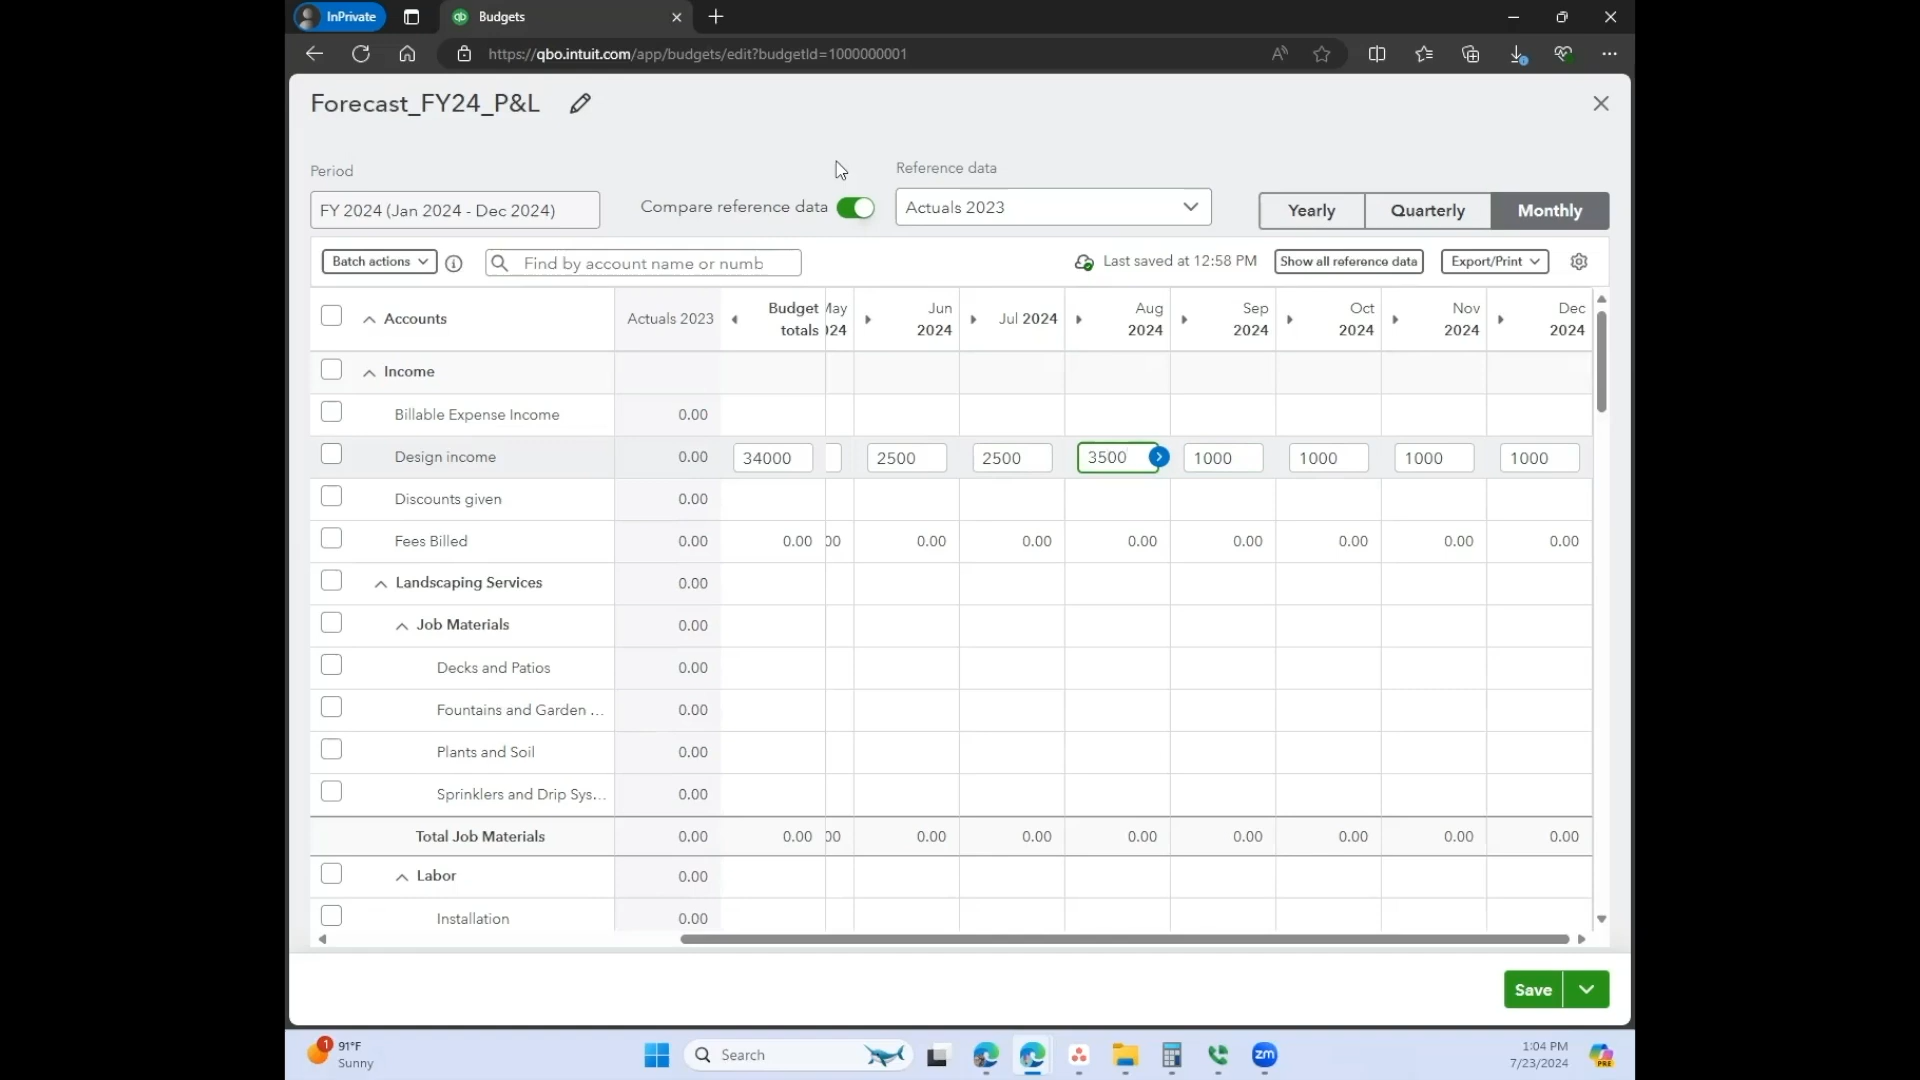 InPrivate
Budgets
https://qbo.intuit.com/app/budgets/edit?budgetId=1000000001
Forecast_FY24_P&L
Period
Reference data
FY 2024 (Jan 2024 - Dec 2024)
Compare reference data
Actuals 2023
Yearly
Quarterly
Monthly
Batch actions
Find by account name or numb
Last saved at 12:58 PM
Show all reference data
Export/Print
Accounts
Actuals 2023
Budget totals
May 024
Jun 2024
Jul 2024
Aug 2024
Sep 2024
Oct 2024
Nov 2024
Dec 2024
Income
Billable Expense Income 0.00
Design income 0.00 34000 2500 2500 3500 1000 1000 1000 1000
Discounts given 0.00
Fees Billed 0.00 0.00 00 0.00 0.00 0.00 0.00 0.00 0.00 0.00
Landscaping Services 0.00
Job Materials 0.00
Decks and Patios 0.00
Fountains and Garden ... 0.00
Plants and Soil 0.00
Sprinklers and Drip Sys... 0.00
Total Job Materials 0.00 0.00 00 0.00 0.00 0.00 0.00 0.00 0.00 0.00
Labor 0.00
Installation 0.00
Save
1
91°F
Sunny
Search
zm
1:04 PM
7/23/2024
PRE